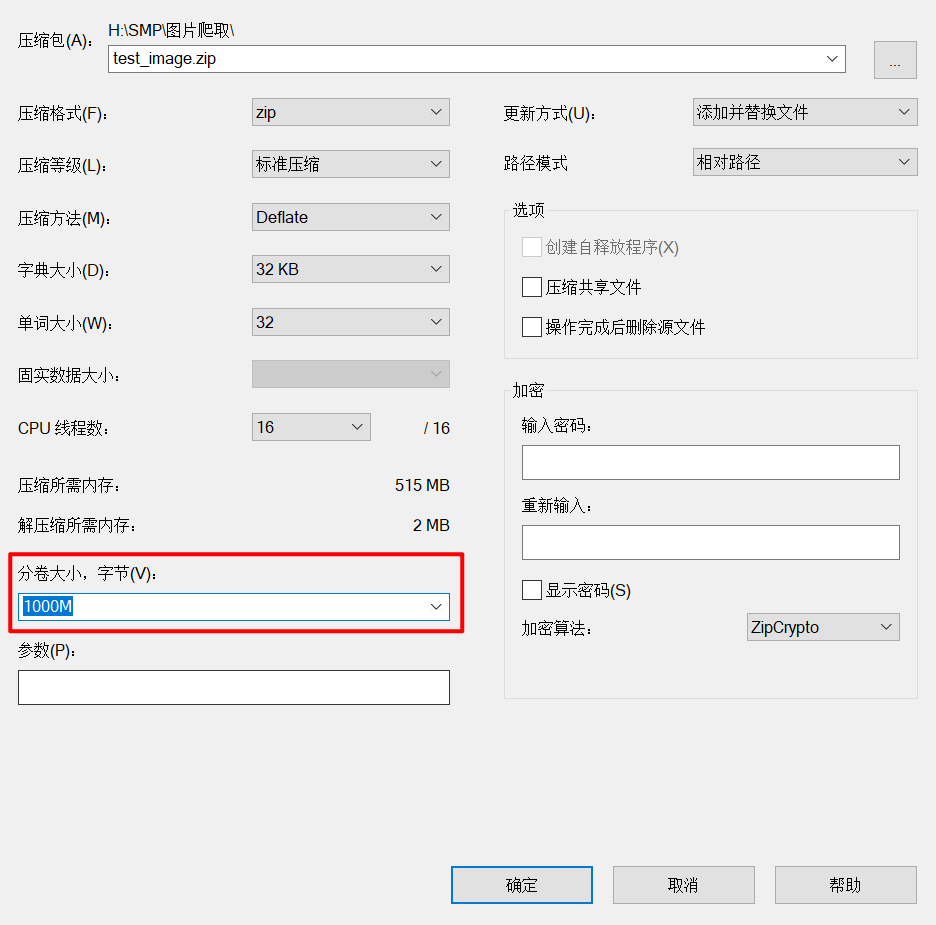 压缩包(A): H:\SMP\图片爬取\
test_image.zip
...
压缩格式(F): zip
压缩等级(L): 标准压缩
压缩方法(M): Deflate
字典大小(D): 32 KB
单词大小(W): 32
固实数据大小:
CPU 线程数: 16 / 16
压缩所需内存: 515 MB
解压缩所需内存: 2 MB
分卷大小，字节(V):
1000M
参数(P):
更新方式(U): 添加并替换文件
路径模式 相对路径
选项
创建自释放程序(X)
压缩共享文件
操作完成后删除源文件
加密
输入密码:
重新输入:
显示密码(S)
加密算法: ZipCrypto
确定 取消 帮助